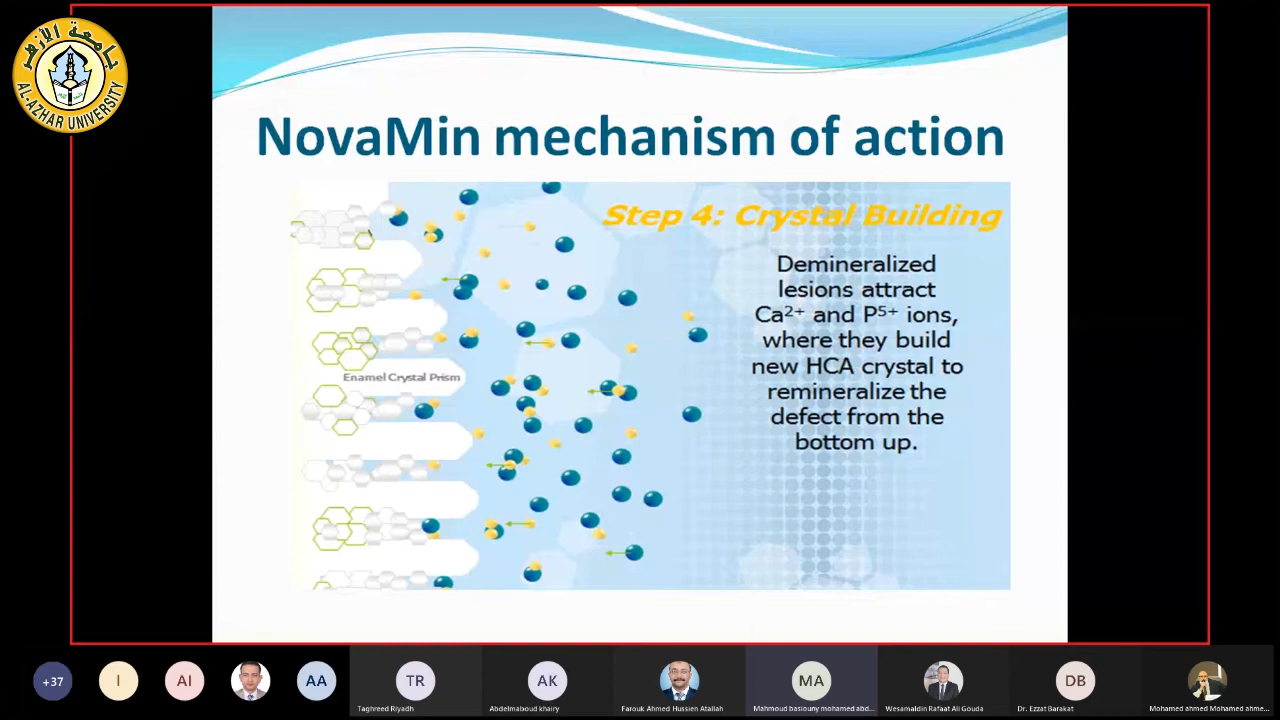 جامعة الأزهر
AL-AZHAR UNIVERSITY
NovaMin mechanism of action
Step 4: Crystal Building
Demineralized
lesions attract
Ca²⁺ and P⁵⁺ ions,
where they build
new HCA crystal to
remineralize the
defect from the
bottom up.
Enamel Crystal Prism
+37
I
AI
AA
TR
Taghreed Riyadh
AK
Abdelmaboud khairy
Farouk Ahmed Hussien Atallah
MA
Mahmoud basiouny mohamed abd...
Wesamaldin Rafaat Ali Gouda
DB
Dr. Ezzat Barakat
Mohamed ahmed Mohamed ahme...